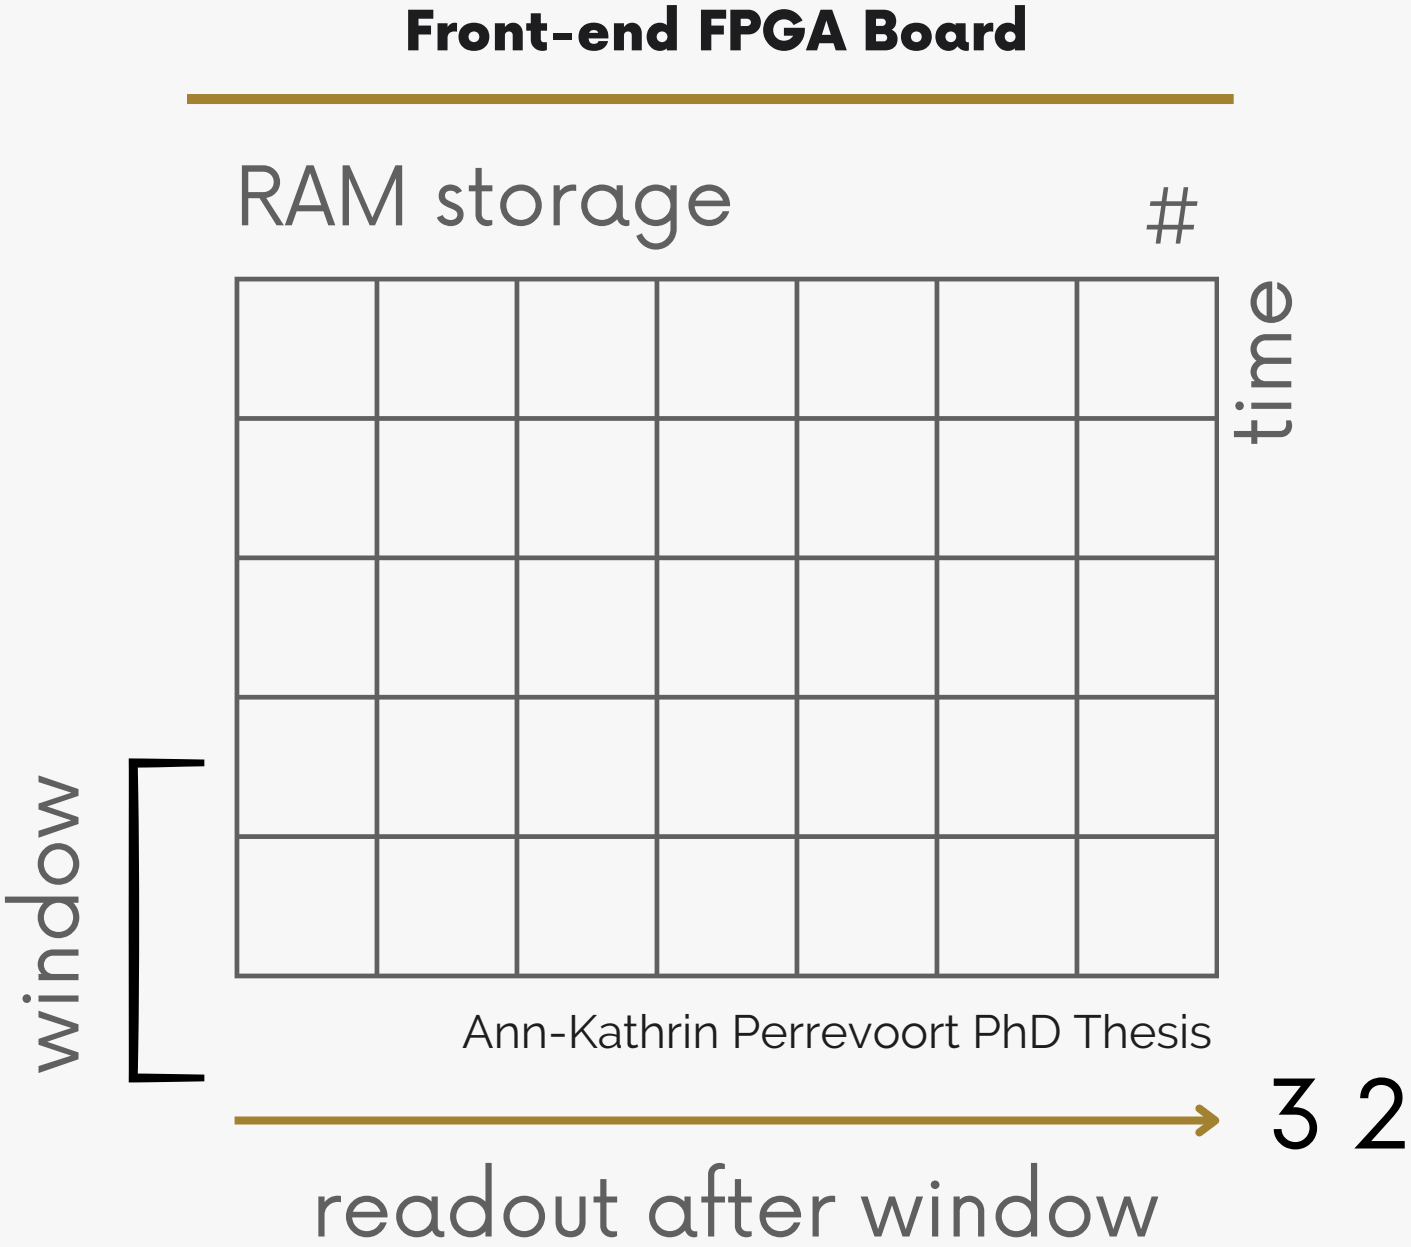 Front-end FPGA Board
RAM storage
#
time
window
Ann-Kathrin Perrevoort PhD Thesis
3 2
readout after window